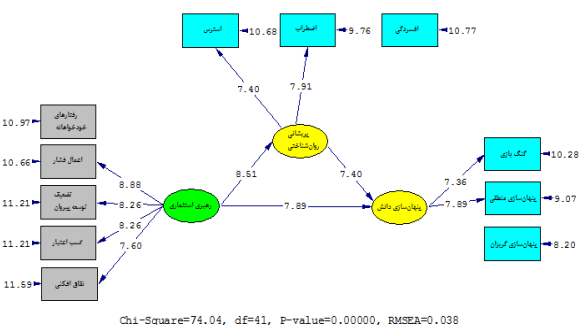 استرس
اضطراب
افسردگی
10.68
9.76
10.77
7.40
7.91
رفتارهای
خودخواهانه
10.97
پریشانی
روان‌شناختی
اعمال فشار
10.66
گنگ بازی
10.28
8.88
8.51
7.40
7.36
تضعیف
توسعه پیروان
11.21
8.26
رهبری استثماری
7.89
پنهان‌سازی دانش
7.89
پنهان‌سازی منطقی
9.07
کسب اعتبار
11.21
8.26
پنهان‌سازی گریزان
8.20
7.60
نفاق افکنی
11.59
Chi-Square=74.04, df=41, P-value=0.00000, RMSEA=0.038